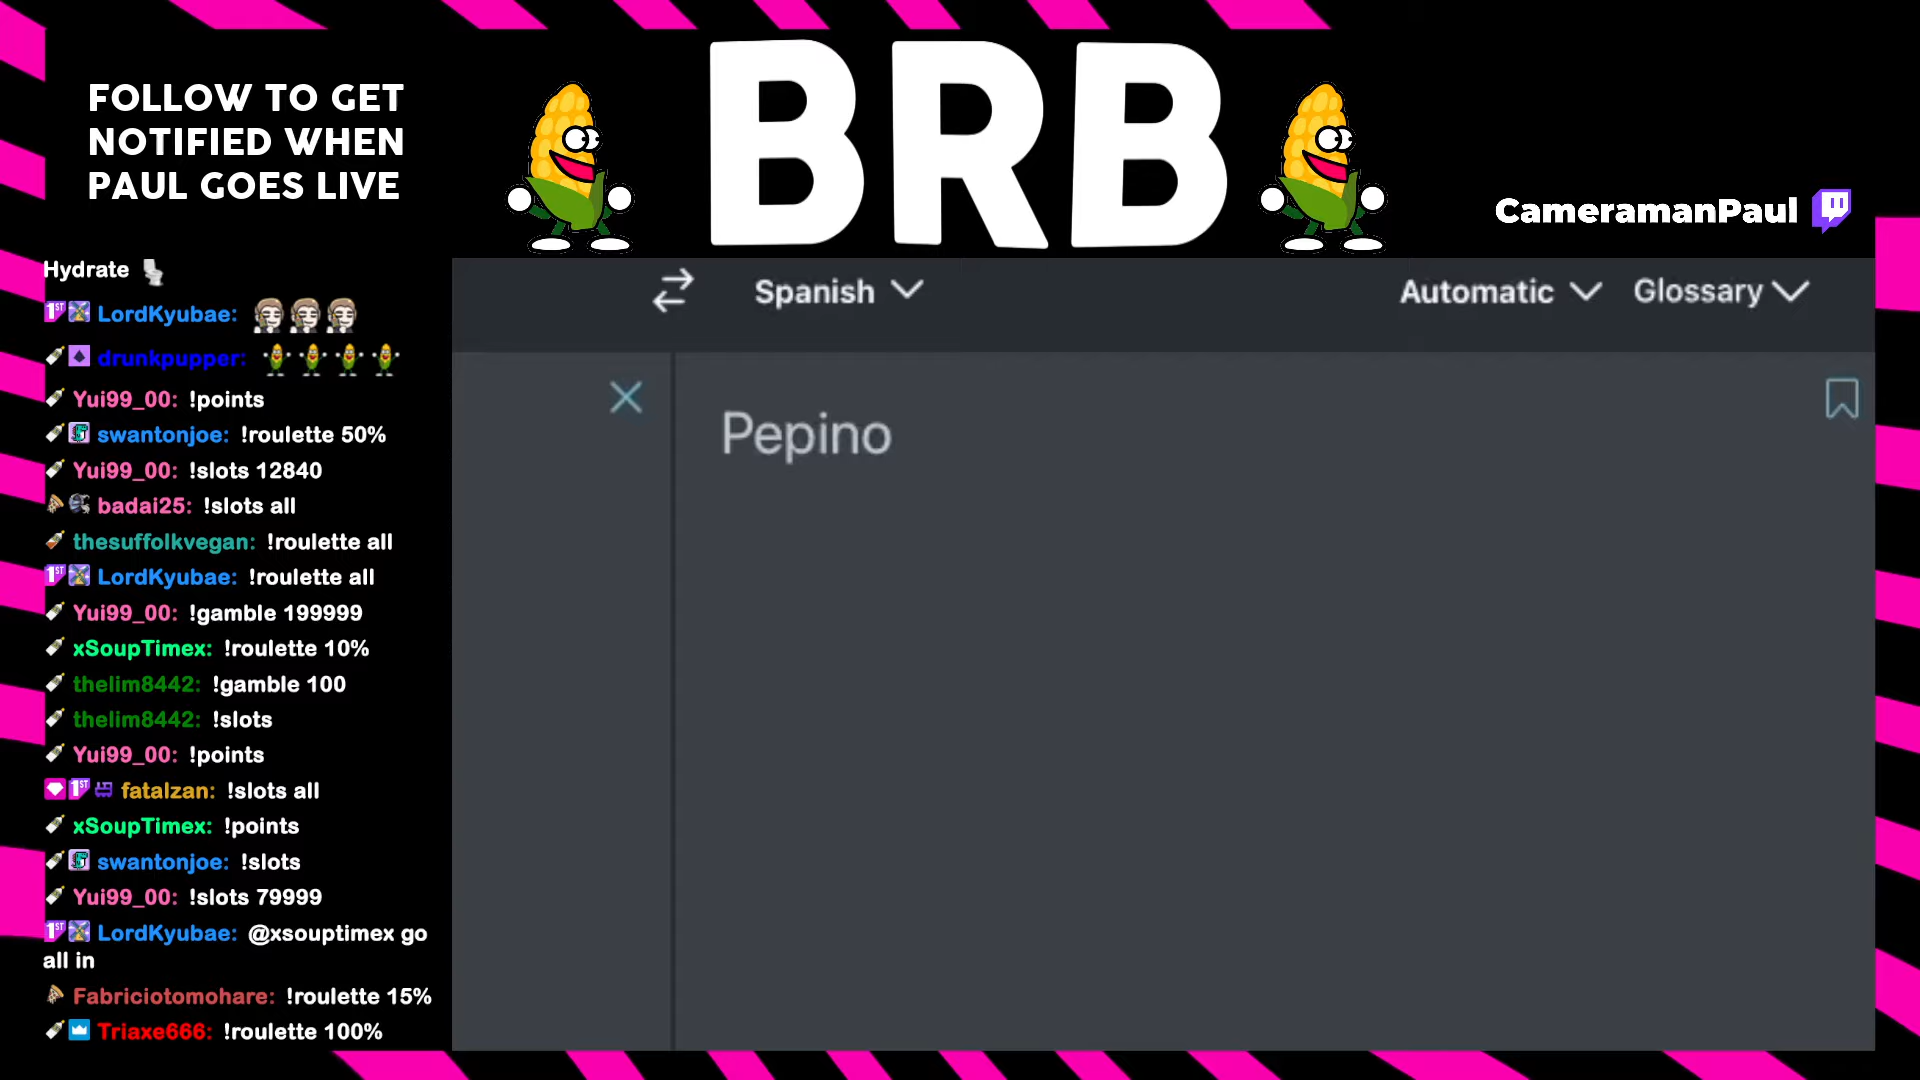 FOLLOW TO GET
NOTIFIED WHEN
PAUL GOES LIVE
BRB
CameramanPaul
Hydrate
LordKyubae:
drunkpupper:
Yui99_00: !points
swantonjoe: !roulette 50%
Yui99_00: !slots 12840
badai25: !slots all
thesuffolkvegan: !roulette all
LordKyubae: !roulette all
Yui99_00: !gamble 199999
xSoupTimex: !roulette 10%
thelim8442: !gamble 100
thelim8442: !slots
Yui99_00: !points
fatalzan: !slots all
xSoupTimex: !points
swantonjoe: !slots
Yui99_00: !slots 79999
LordKyubae: @xsouptimex go
all in
Fabriciotomohare: !roulette 15%
Triaxe666: !roulette 100%
Spanish
Automatic
Glossary
Pepino